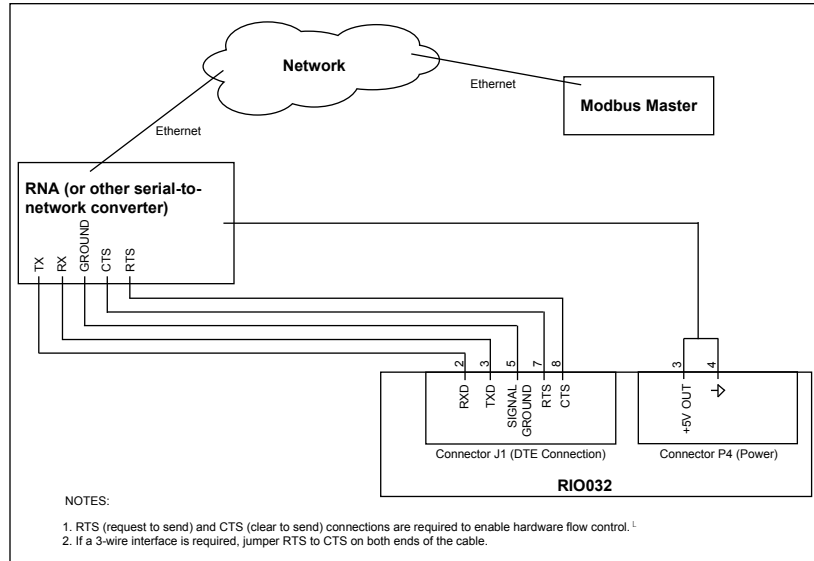 Network
Ethernet
Modbus Master
Ethernet
RNA (or other serial-to-
network converter)
TX
RX
GROUND
CTS
RTS
2
3
5
7
8
3
4
RXD
TXD
SIGNAL
GROUND
RTS
CTS
+5V OUT
Connector J1 (DTE Connection)
Connector P4 (Power)
RIO032
NOTES:
1. RTS (request to send) and CTS (clear to send) connections are required to enable hardware flow control. L
2. If a 3-wire interface is required, jumper RTS to CTS on both ends of the cable.